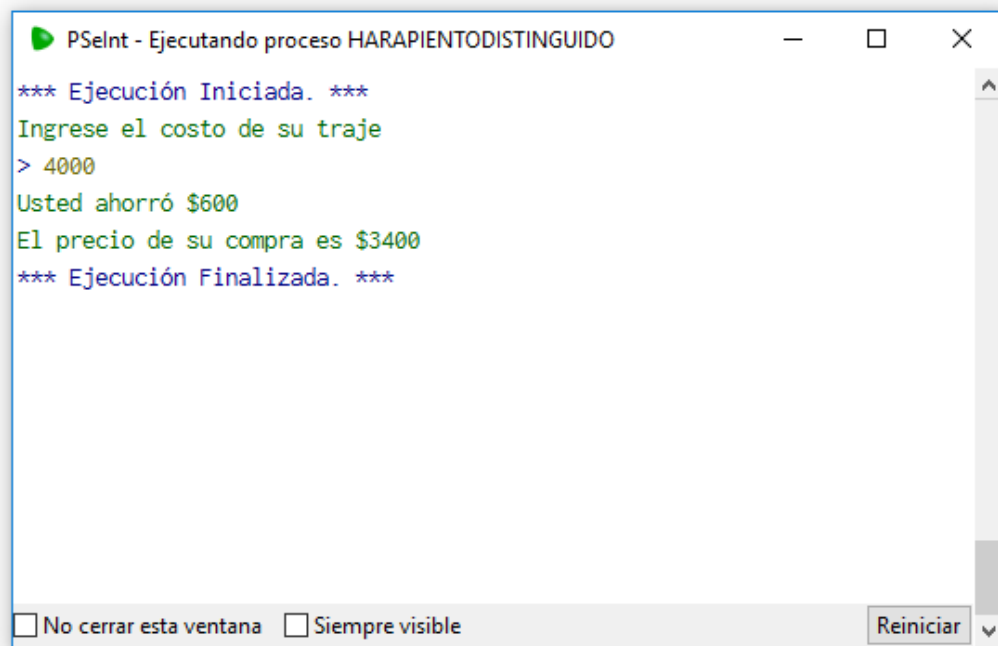 PSeInt - Ejecutando proceso HARAPIENTODISTINGUIDO
*** Ejecución Iniciada. ***
Ingrese el costo de su traje
> 4000
Usted ahorró $600
El precio de su compra es $3400
*** Ejecución Finalizada. ***
No cerrar esta ventana Siempre visible Reiniciar